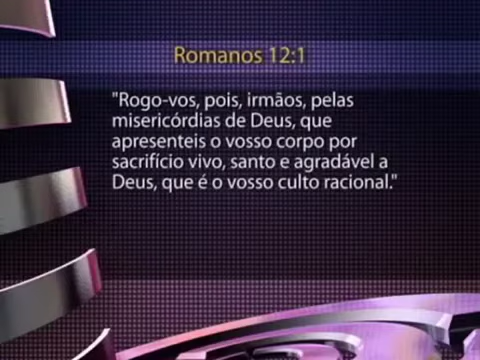 Romanos 12:1
"Rogo-vos, pois, irmãos, pelas
misericórdias de Deus, que
apresenteis o vosso corpo por
sacrifício vivo, santo e agradável a
Deus, que é o vosso culto racional."